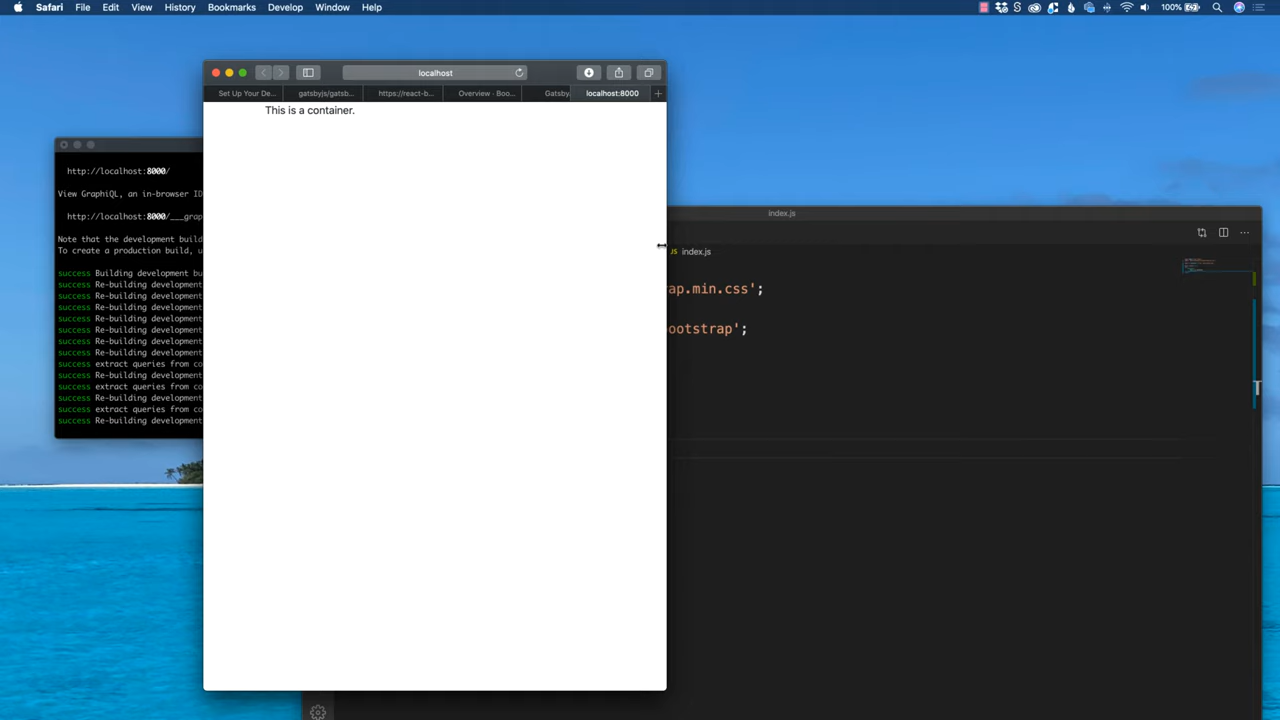 Safari File Edit View History Bookmarks Develop Window Help
100%
localhost
Set Up Your De... gatsbyjs/gatsb... https://react-b... Overview - Boo... Gatsby localhost:8000
This is a container.
http://localhost:8000/
View GraphiQL, an in-browser ID
http://localhost:8000/___grap
Note that the development build
To create a production build, u
success Building development bu
success Re-building development
success Re-building development
success Re-building development
success Re-building development
success Re-building development
success Re-building development
success Re-building development
success extract queries from co
success Re-building development
success extract queries from co
success Re-building development
success extract queries from co
success Re-building development
index.js
JS index.js
ap.min.css';
ootstrap';